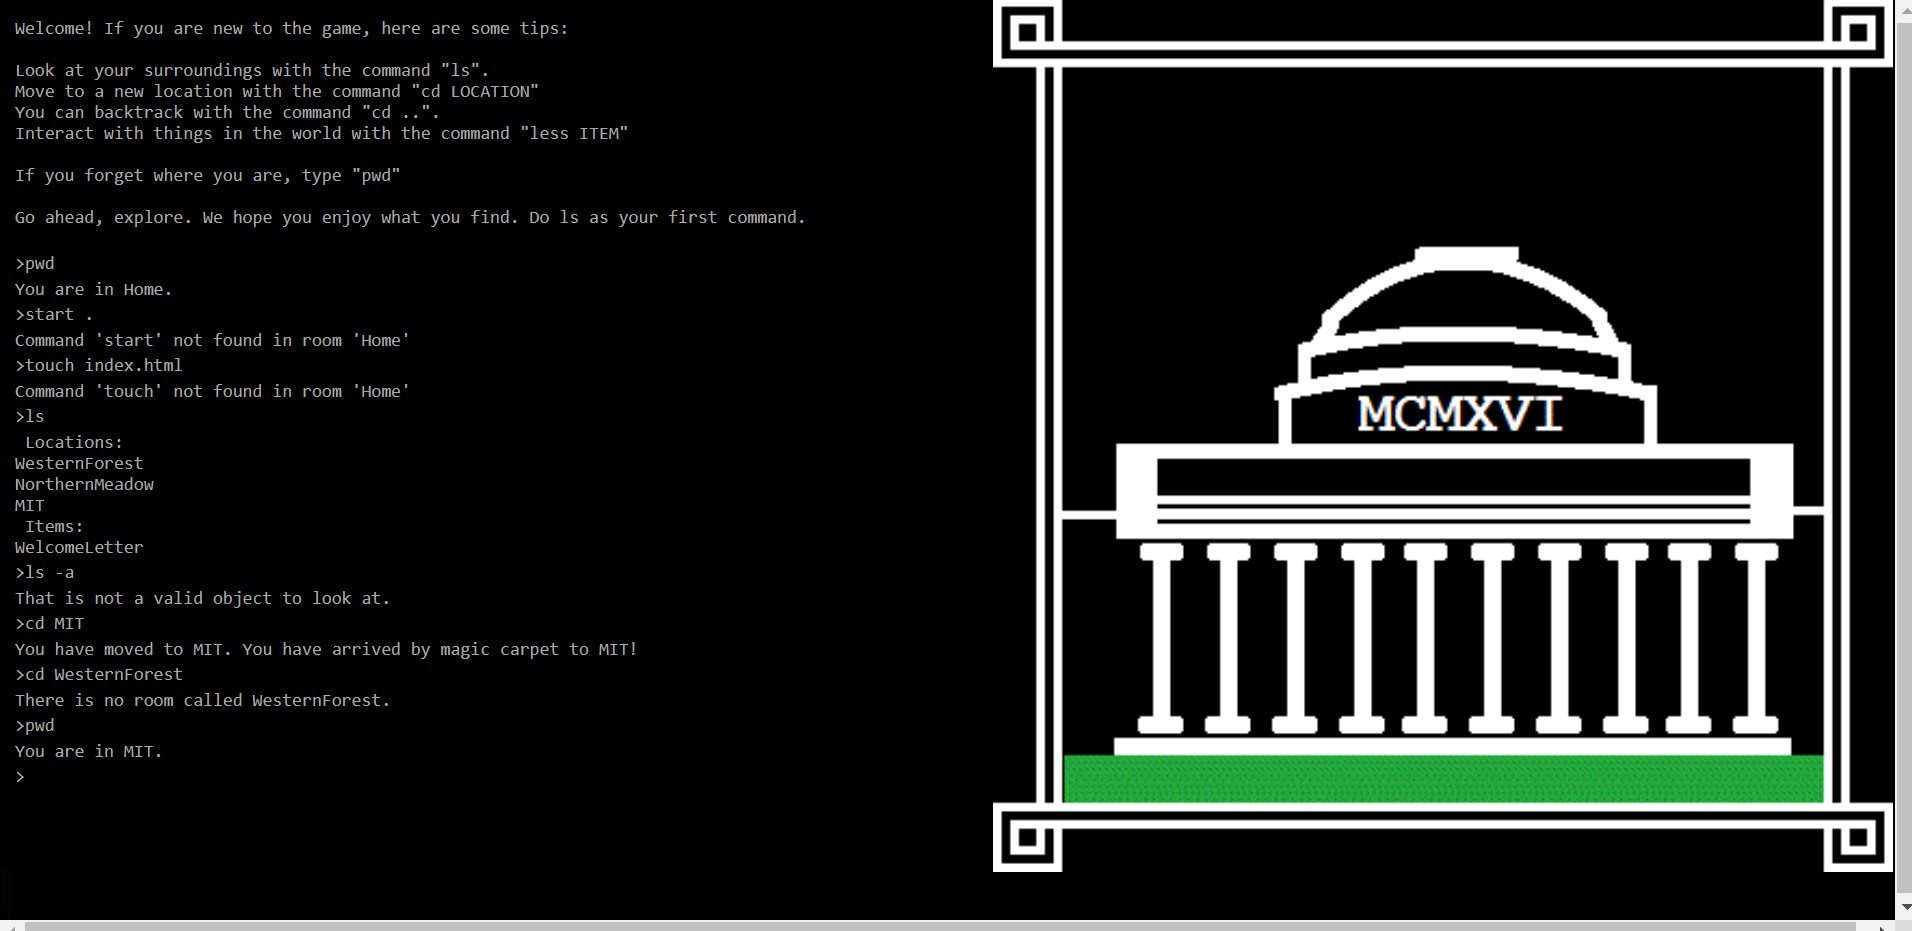 Welcome! If you are new to the game, here are some tips:
Look at your surroundings with the command "ls".
Move to a new location with the command "cd LOCATION"
You can backtrack with the command "cd ..".
Interact with things in the world with the command "less ITEM"
If you forget where you are, type "pwd"
Go ahead, explore. We hope you enjoy what you find. Do ls as your first command.
>pwd
You are in Home.
>start .
Command 'start' not found in room 'Home'
>touch index.html
Command 'touch' not found in room 'Home'
>ls
Locations:
WesternForest
NorthernMeadow
MIT
Items:
WelcomeLetter
>ls -a
That is not a valid object to look at.
>cd MIT
You have moved to MIT. You have arrived by magic carpet to MIT!
>cd WesternForest
There is no room called WesternForest.
>pwd
You are in MIT.
>
MCMXVI